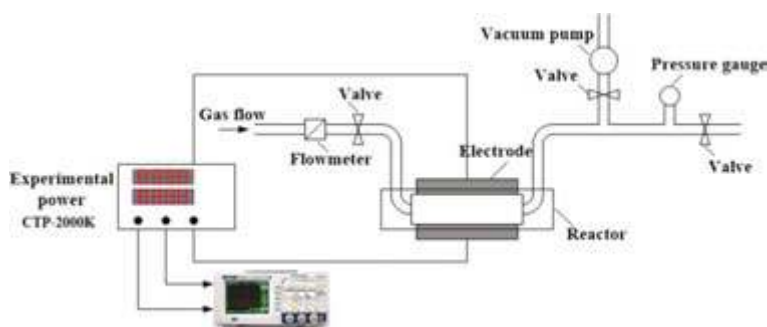 Vacuum pump
Pressure gauge
Valve
Valve
Gas flow
Flowmeter
Electrode
Valve
Experimental
power
CTP-2000K
Reactor